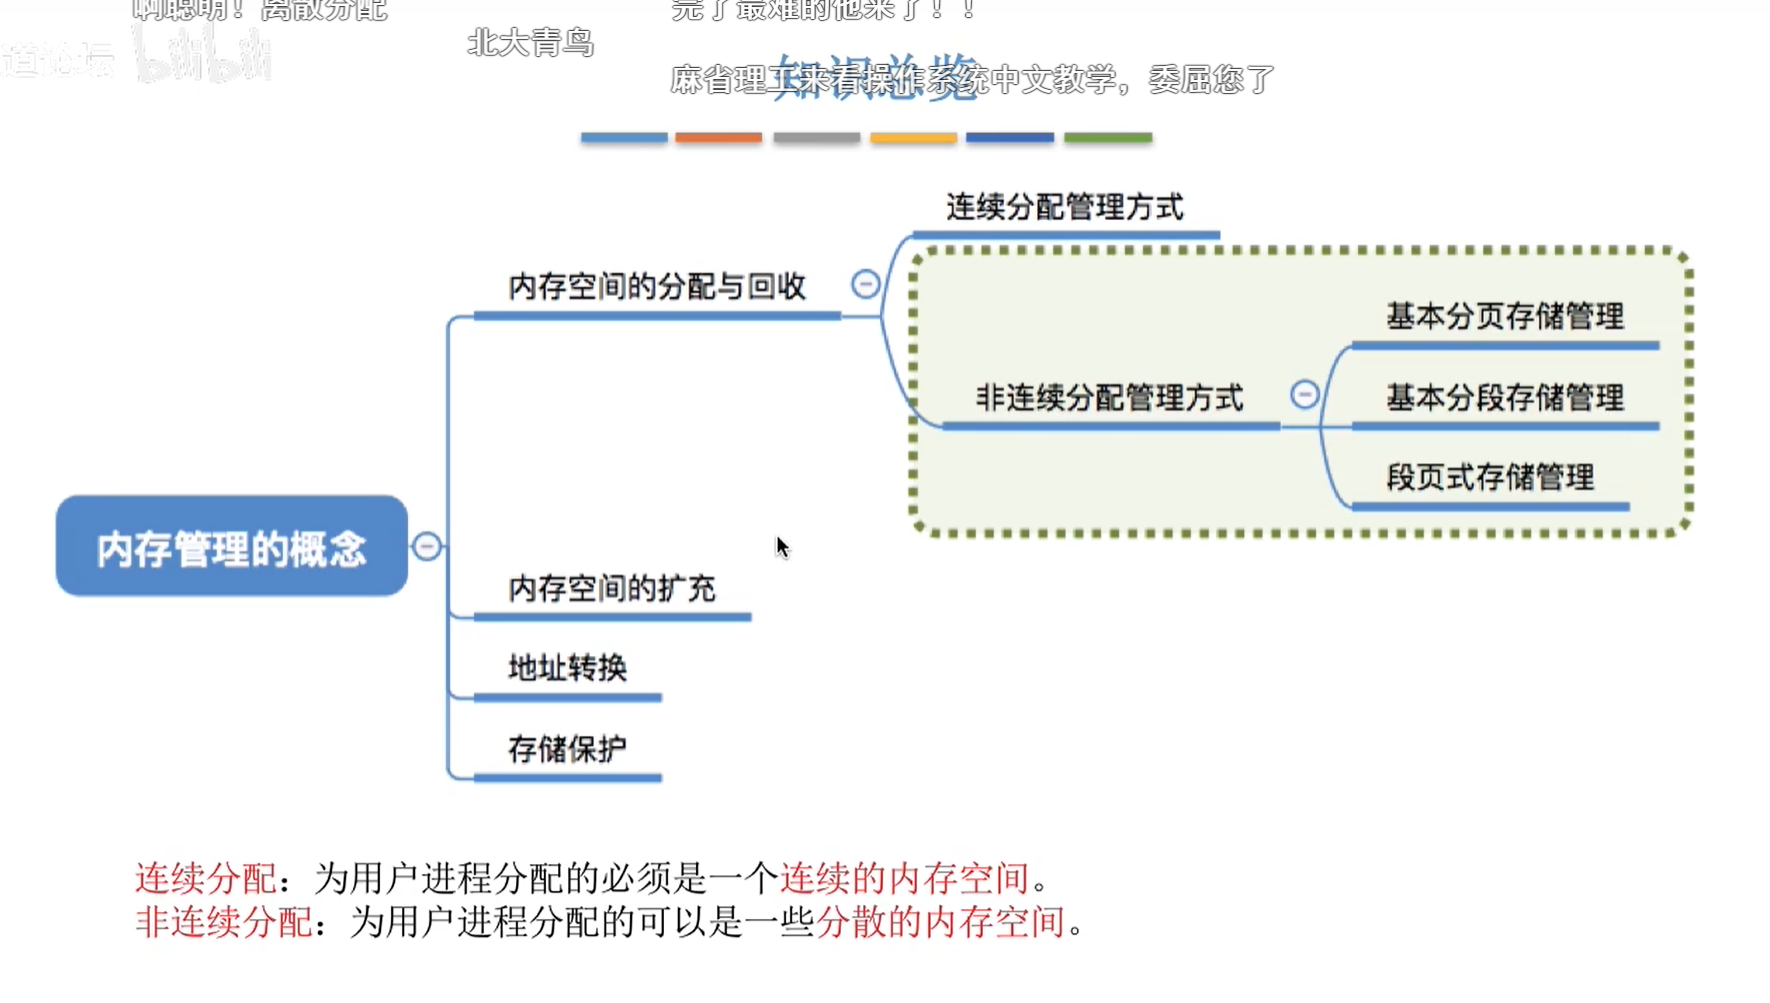 啊聪明！离散分配
完了最难的他来了！！
道论坛 bilibili
北大青鸟
麻省理工来看操作系统中文教学，委屈您了
知识总览
连续分配管理方式
内存空间的分配与回收
基本分页存储管理
非连续分配管理方式
基本分段存储管理
段页式存储管理
内存管理的概念
内存空间的扩充
地址转换
存储保护
连续分配：为用户进程分配的必须是一个连续的内存空间。
非连续分配：为用户进程分配的可以是一些分散的内存空间。